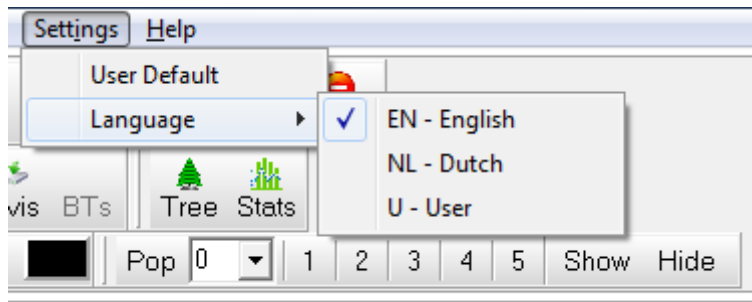 Settings Help
User Default
Language
EN - English
NL - Dutch
U - User
vis BTs Tree Stats
Pop 0 1 2 3 4 5 Show Hide